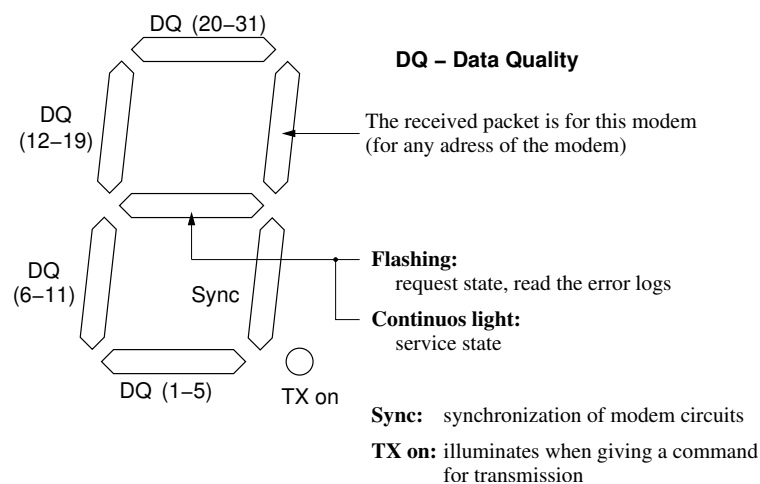 DQ (20–31)
DQ – Data Quality
DQ
(12–19)
The received packet is for this modem
(for any adress of the modem)
DQ
(6–11)
Sync
Flashing:
request state, read the error logs
Continuos light:
service state
DQ (1–5)
TX on
Sync: synchronization of modem circuits
TX on: illuminates when giving a command
for transmission